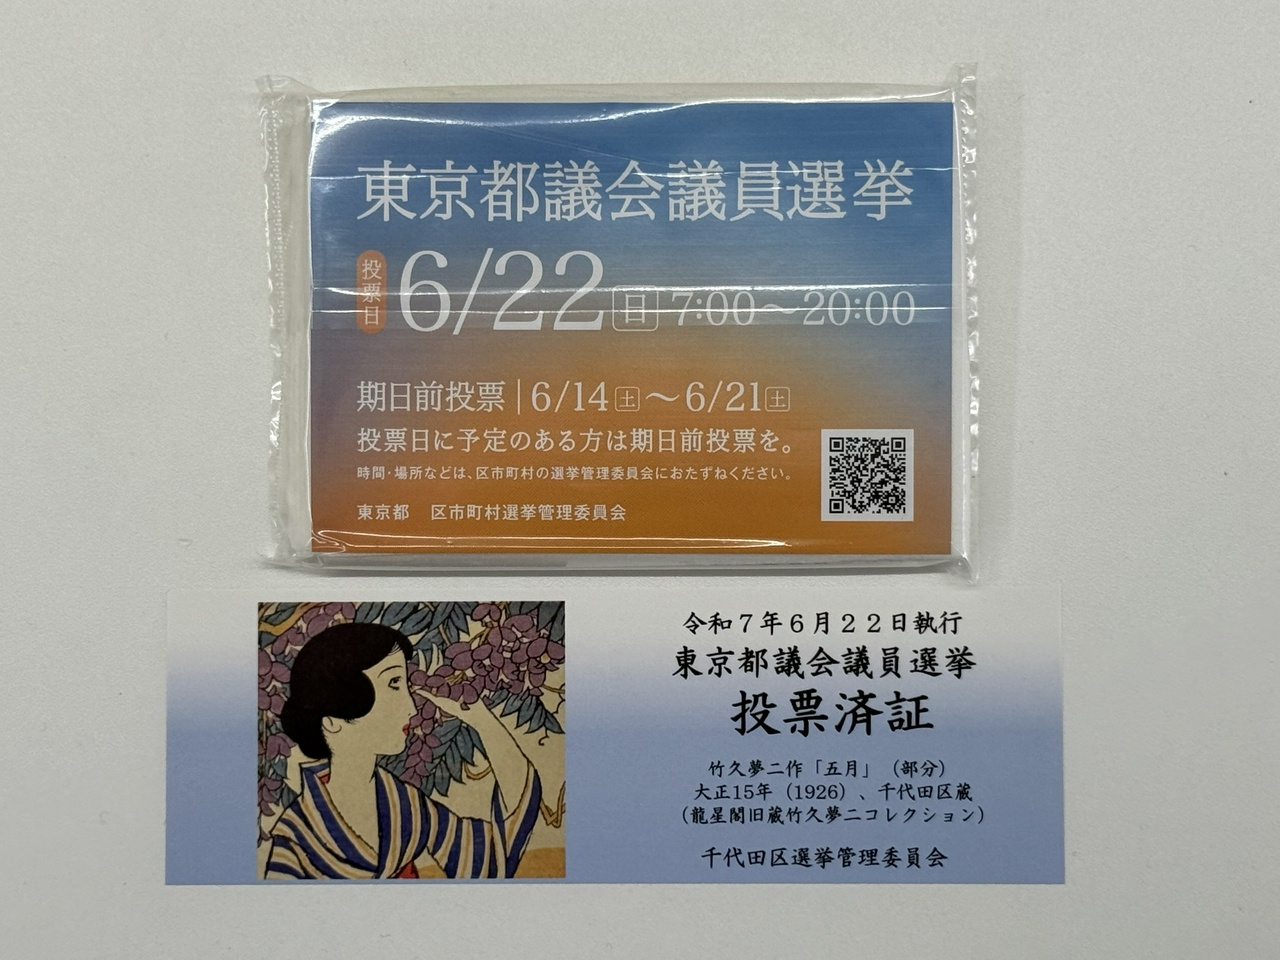 東京都議会議員選挙
投票日 6/22 日 7:00〜20:00
期日前投票|6/14土〜6/21土
投票日に予定のある方は期日前投票を。
時間・場所などは、区市町村の選挙管理委員会におたずねください。
東京都　区市町村選挙管理委員会
令和7年6月22日執行
東京都議会議員選挙
投票済証
竹久夢二作「五月」（部分）
大正15年（1926）、千代田区蔵
（龍星閣旧蔵竹久夢二コレクション）
千代田区選挙管理委員会